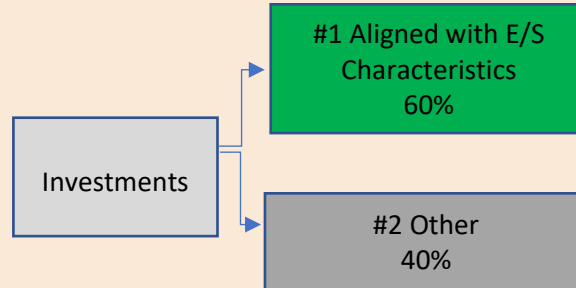 #1 Aligned with E/S
Characteristics
60%
Investments
#2 Other
40%